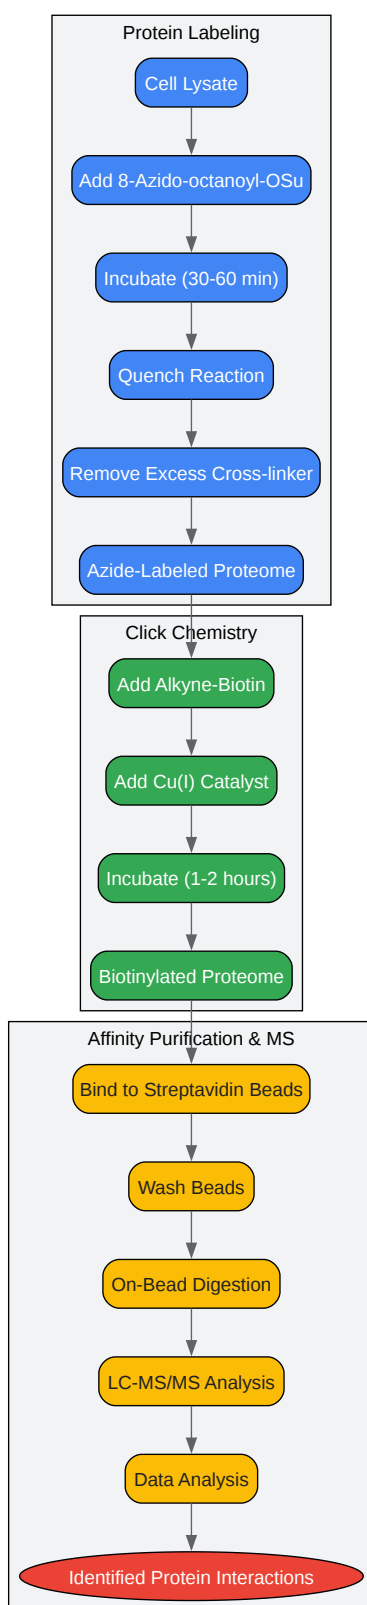 Protein Labeling
Cell Lysate
Add 8-Azido-octanoyl-OSu
Incubate (30-60 min)
Quench Reaction
Remove Excess Cross-linker
Azide-Labeled Proteome
Click Chemistry
Add Alkyne-Biotin
Add Cu(I) Catalyst
Incubate (1-2 hours)
Biotinylated Proteome
Affinity Purification & MS
Bind to Streptavidin Beads
Wash Beads
On-Bead Digestion
LC-MS/MS Analysis
Data Analysis
Identified Protein Interactions